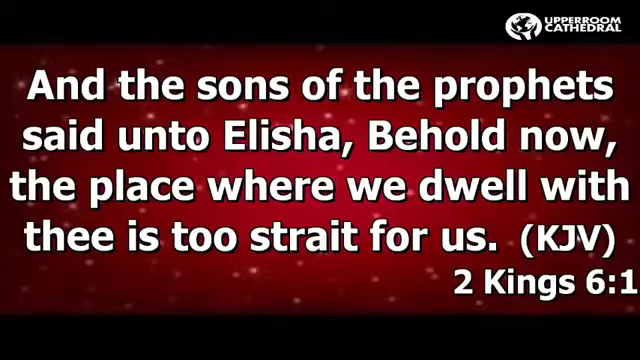 UPPERROOM
CATHEDRAL
And the sons of the prophets
said unto Elisha, Behold now,
the place where we dwell with
thee is too strait for us. (KJV)
2 Kings 6:1